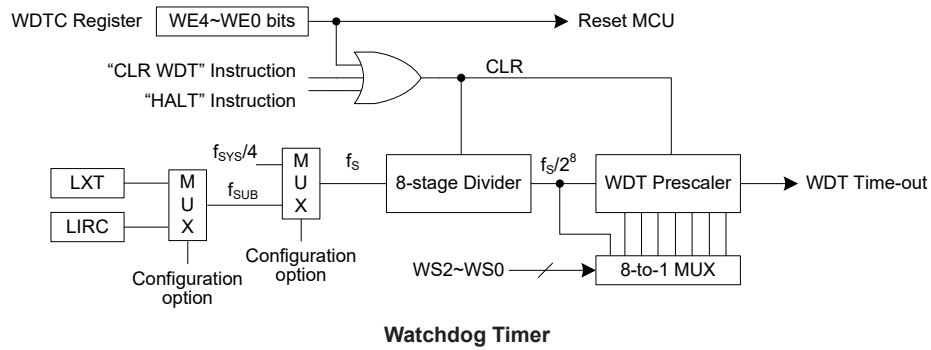 WDTC Register
WE4~WE0 bits
Reset MCU
“CLR WDT” Instruction
“HALT” Instruction
CLR
LXT
LIRC
M
U
X
Configuration
option
fSUB
fSYS/4
M
U
X
Configuration
option
fS
8-stage Divider
fS/2⁸
WDT Prescaler
WDT Time-out
WS2~WS0
8-to-1 MUX
Watchdog Timer